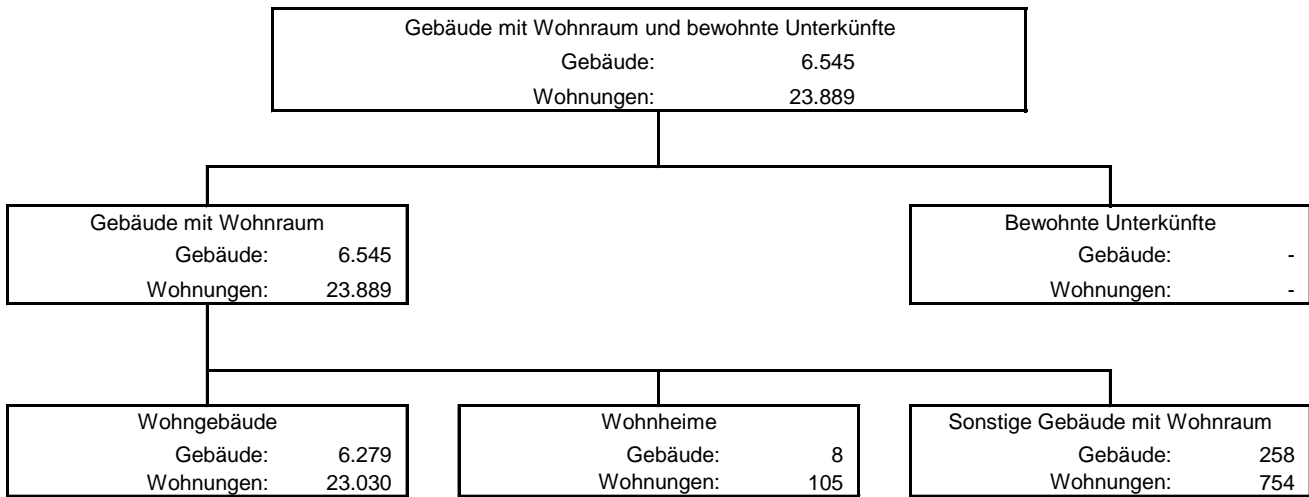 Gebäude mit Wohnraum und bewohnte Unterkünfte
Gebäude: 6.545
Wohnungen: 23.889
Gebäude mit Wohnraum
Gebäude: 6.545
Wohnungen: 23.889
Bewohnte Unterkünfte
Gebäude: -
Wohnungen: -
Wohngebäude
Gebäude: 6.279
Wohnungen: 23.030
Wohnheime
Gebäude: 8
Wohnungen: 105
Sonstige Gebäude mit Wohnraum
Gebäude: 258
Wohnungen: 754